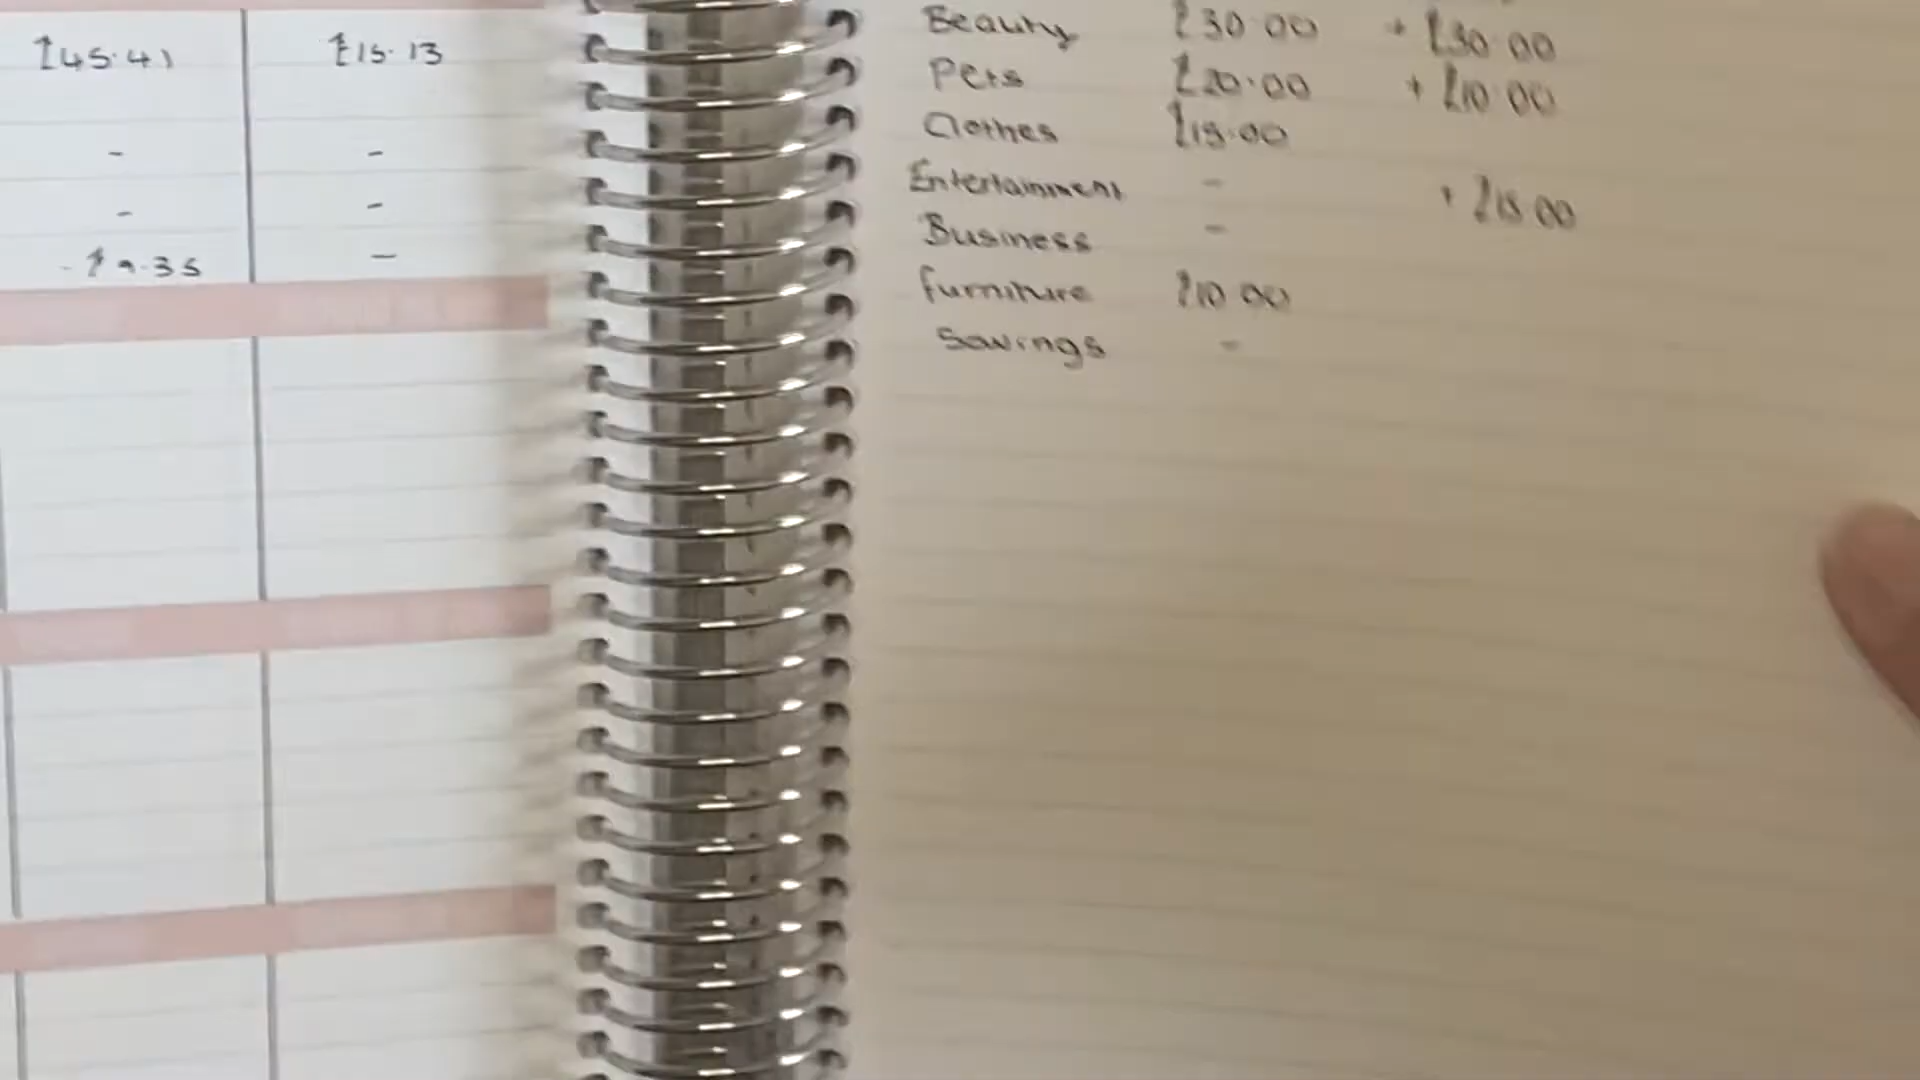 £45.41 £15.13
- -
- -
- £9.35 -
Beauty £30.00 + £30.00
Pets £20.00 + £10.00
Clothes £15.00
Entertainment - + £15.00
Business -
furniture £10.00
Savings -